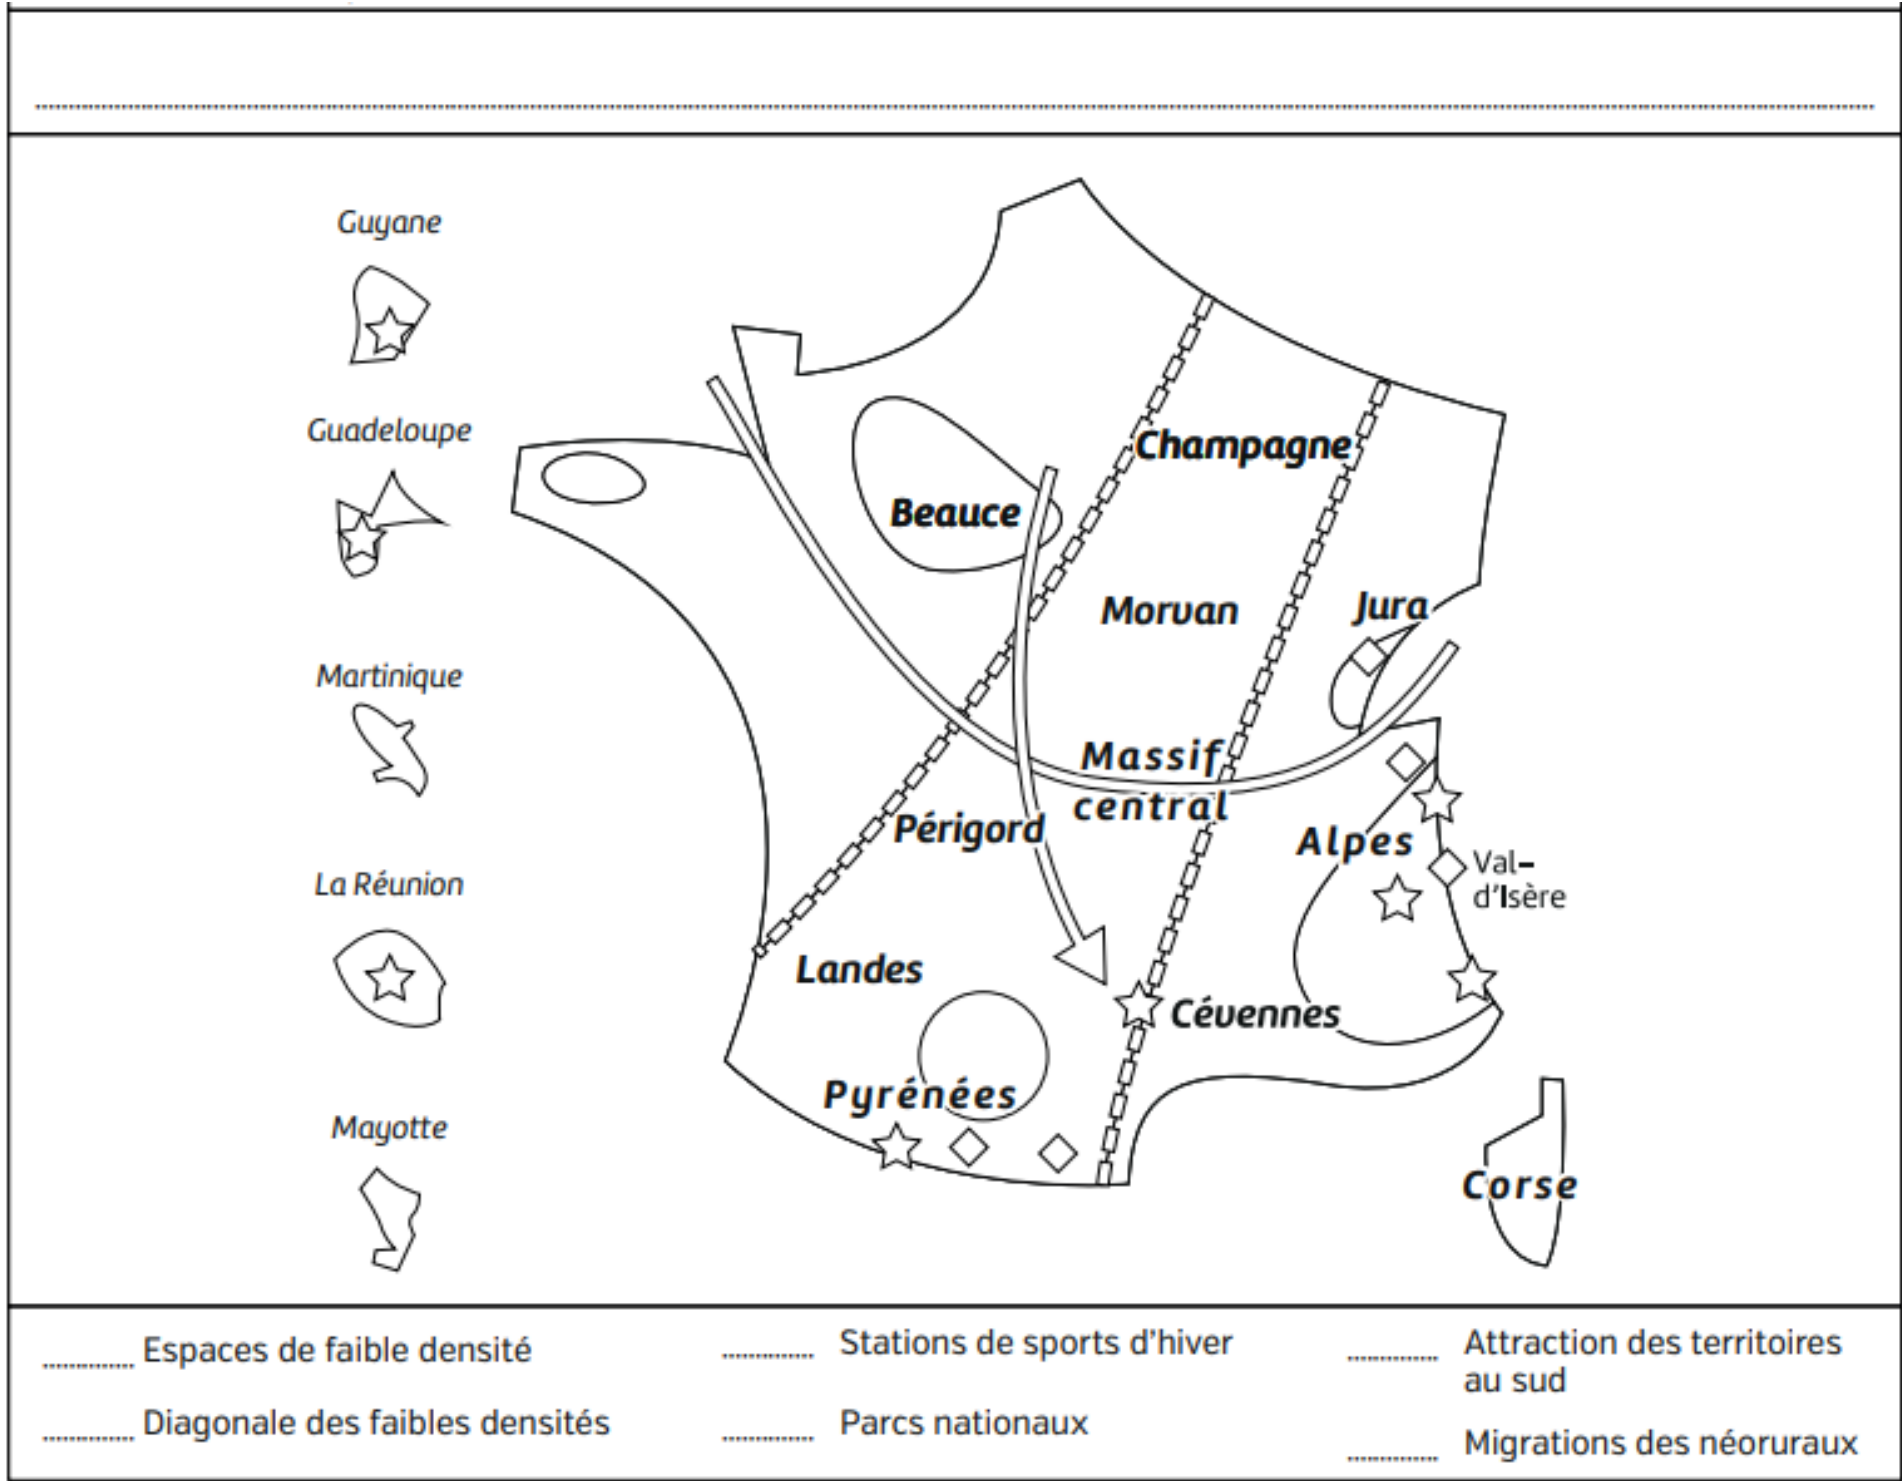 Guyane
Guadeloupe
Martinique
La Réunion
Mayotte
Champagne
Beauce
Morvan
Jura
Massif
central
Périgord
Alpes
Val-
d'Isère
Landes
Cévennes
Pyrénées
Corse
Espaces de faible densité
Diagonale des faibles densités
Stations de sports d'hiver
Parcs nationaux
Attraction des territoires
au sud
Migrations des néoruraux